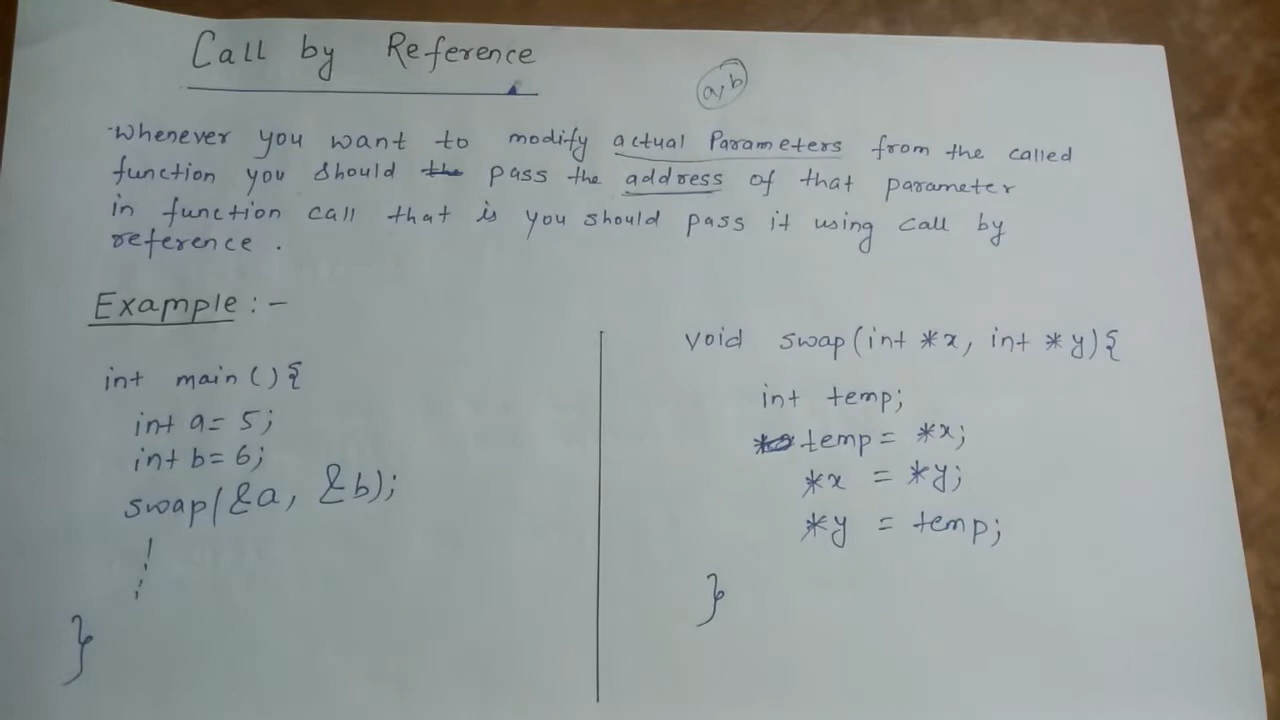 Call by Reference
a,b
Whenever you want to modify actual Parameters from the called
function you should the pass the address of that parameter
in function call that is you should pass it using call by
reference.
Example :-
int main(){
int a= 5;
int b= 6;
swap(&a, &b);
}
void swap(int *x, int *y){
int temp;
temp= *x;
*x = *y;
*y = temp;
}